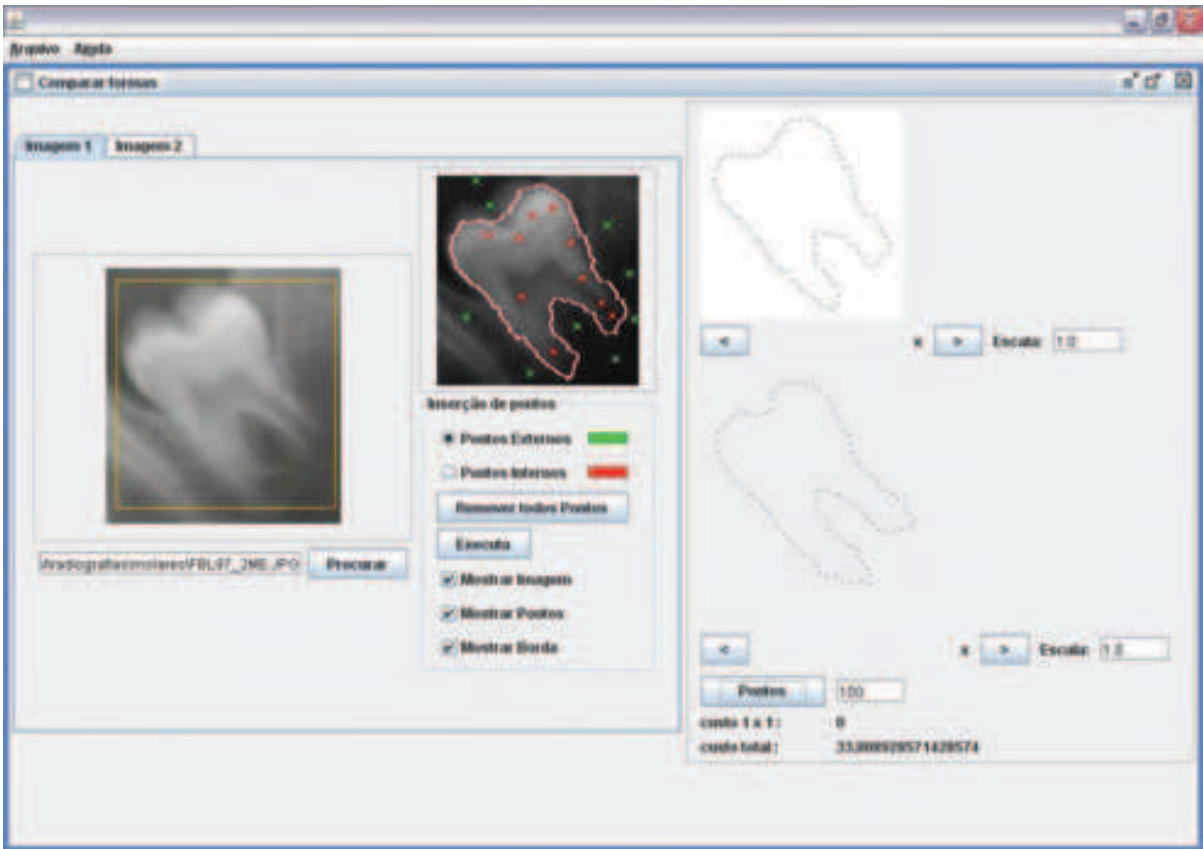 Arquivo Ajuda
Comparar formas
Imagem 1 Imagem 2
Inserção de pontos
Pontos Externos
Pontos Internos
Remover todos Pontos
Executa
Procurar
Mostrar Imagem
Mostrar Pontos
Mostrar Borda
< x > Escala: 1.0
< x > Escala: 1.0
Pontos 100
custo 1 x 1: 0
custo total: